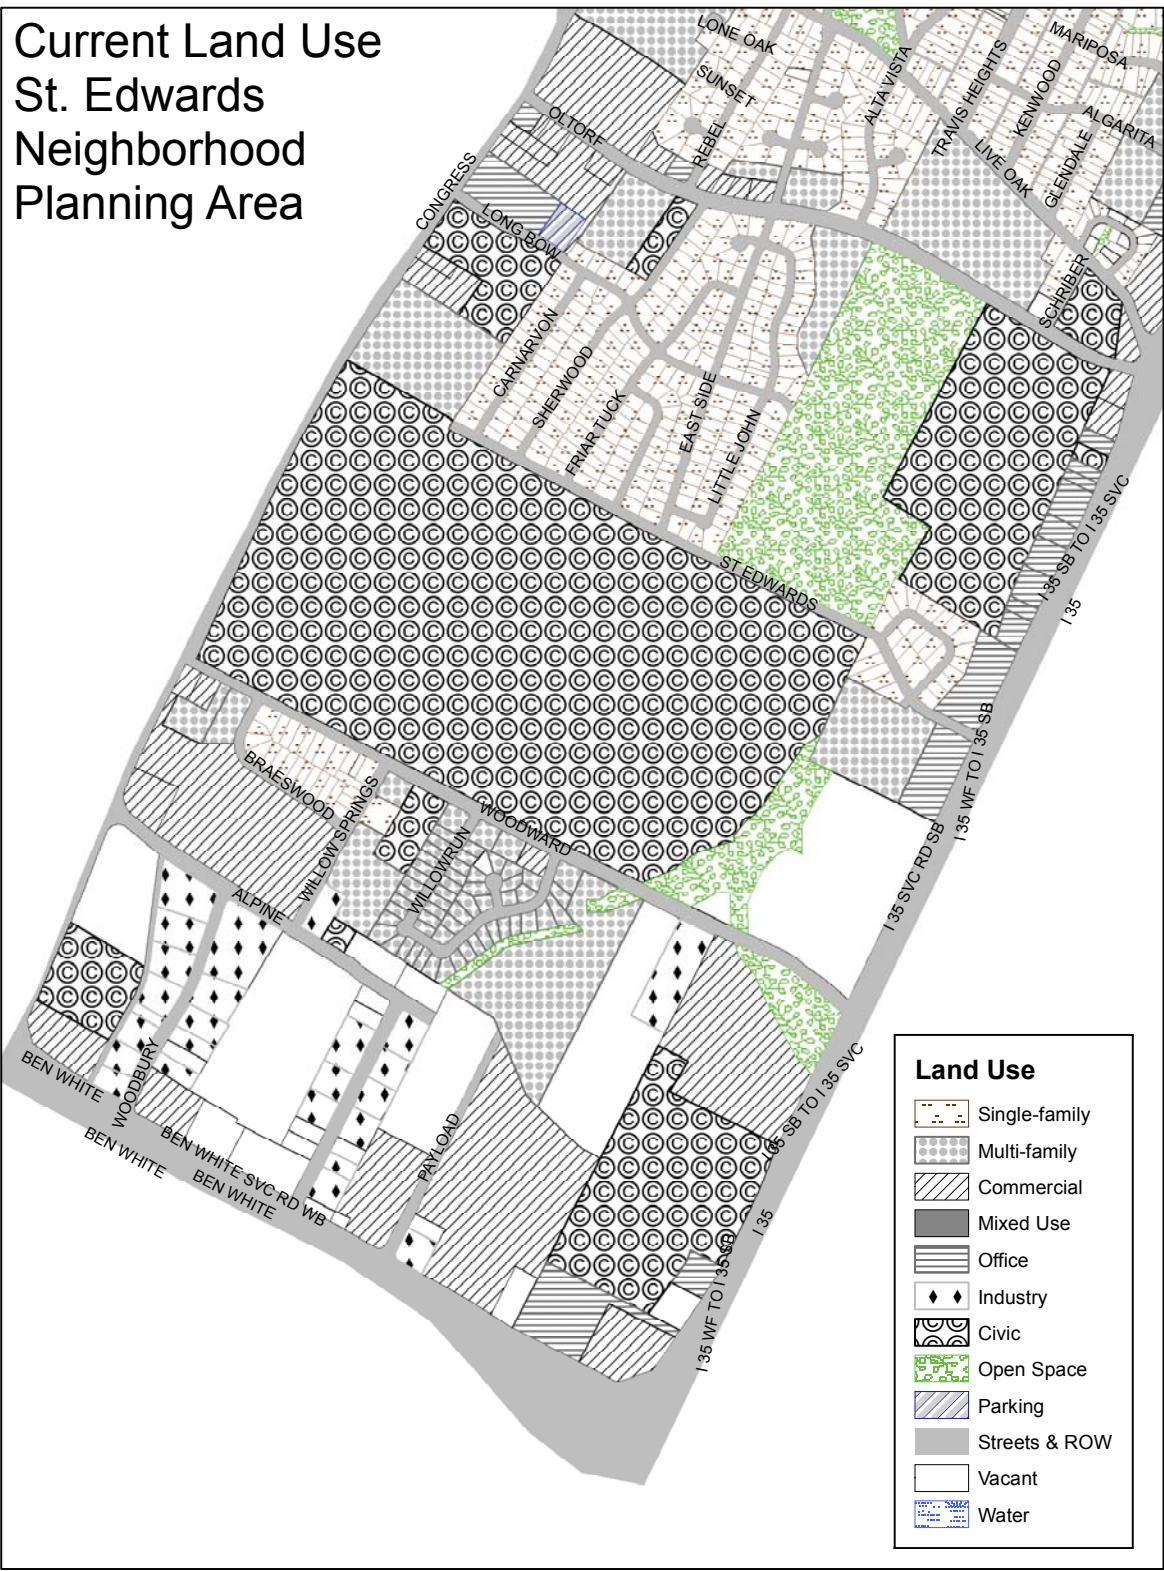 Current Land Use
St. Edwards
Neighborhood
Planning Area
LONE OAK
MARIPOSA
SUNSET
ALTA VISTA
TRAVIS HEIGHTS
KENWOOD
OLTORF
REBEL
ALGARITA
LIVE OAK
GLENDALE
CONGRESS
LONG BOW
SCHRIBER
CARNARVON
SHERWOOD
FRIAR TUCK
EAST SIDE
LITTLE JOHN
I 35 SB TO I 35 SVC
ST EDWARDS
I 35
I 35 WF TO I 35 SB
BRAESWOOD
WILLOW SPRINGS
WOODWARD
WILLOWRUN
I 35 SVC RD SB
ALPINE
BEN WHITE
WOODBURY
I 35 SB TO I 35 SVC
PAYLOAD
BEN WHITE
BEN WHITE SVC RD WB
BEN WHITE
I 35
I 35 WF TO I 35 SB
Land Use
Single-family
Multi-family
Commercial
Mixed Use
Office
Industry
Civic
Open Space
Parking
Streets & ROW
Vacant
Water